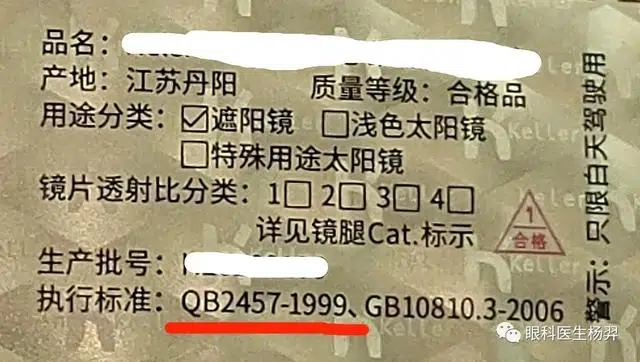 品名：
产地：江苏丹阳 质量等级：合格品
用途分类：☑遮阳镜 □浅色太阳镜
□特殊用途太阳镜
镜片透射比分类：1□ 2□ 3□ 4□
详见镜腿Cat.标示
1
合格
生产批号：
执行标准：QB2457-1999、GB10810.3-2006
警示：只限白天驾驶用
眼科医生杨羿